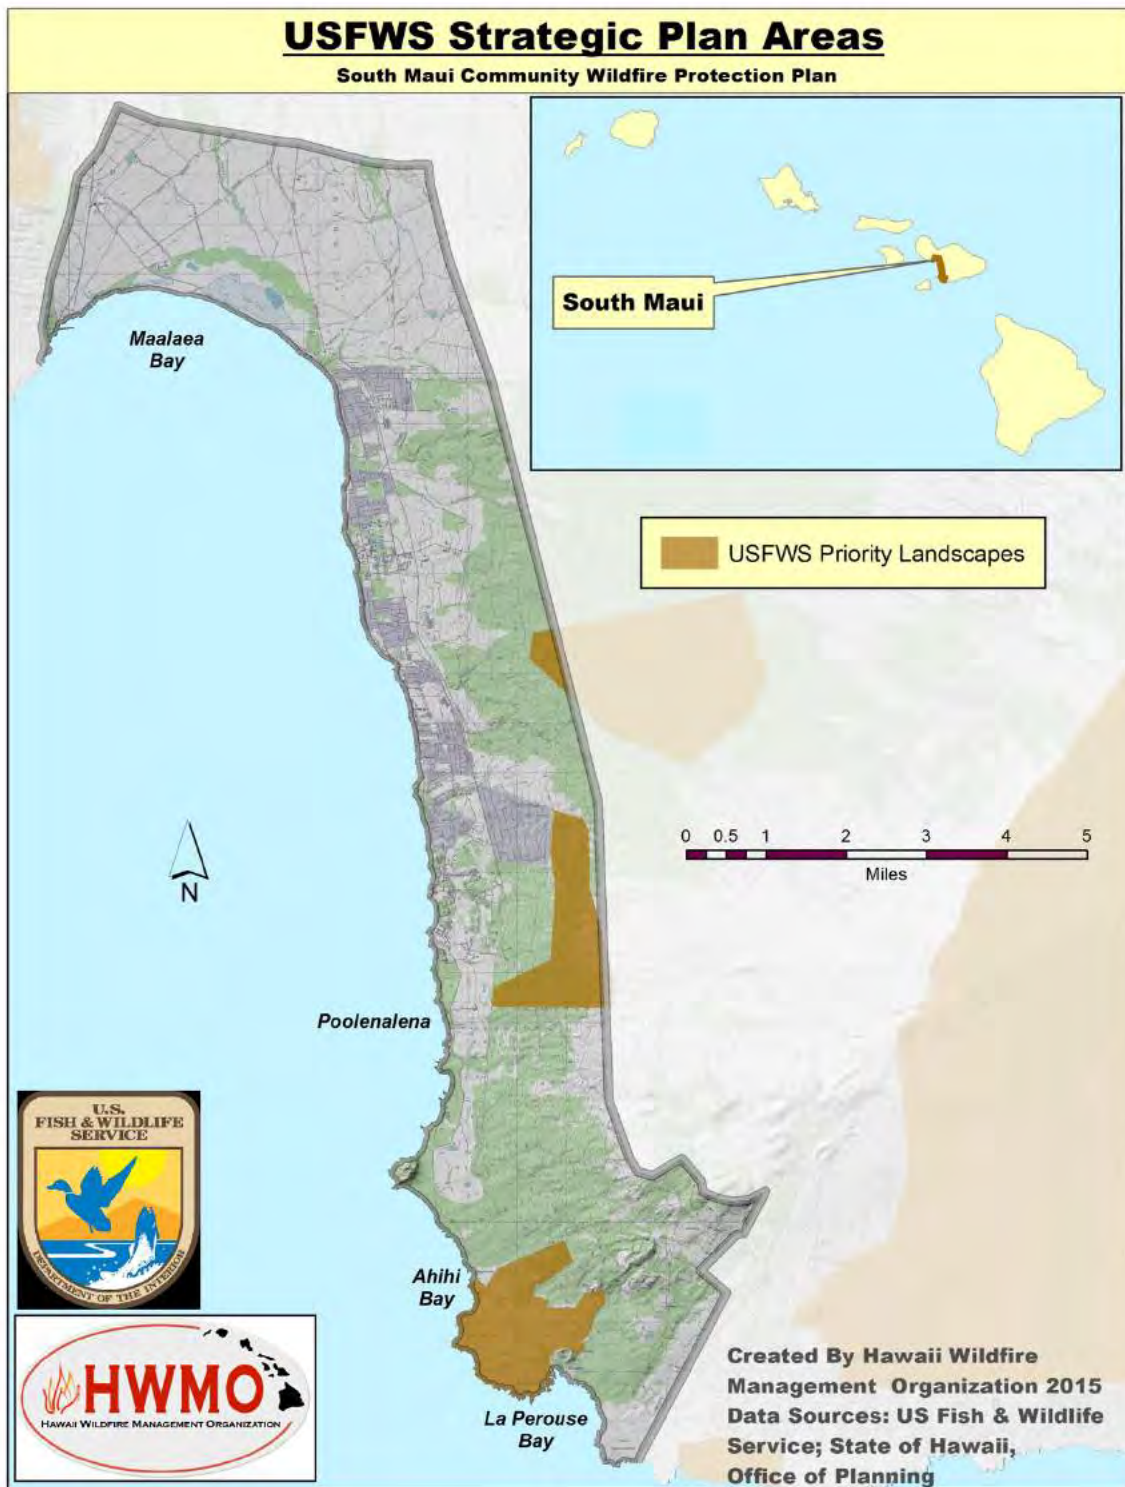 USFWS Strategic Plan Areas
South Maui Community Wildfire Protection Plan
South Maui
Maalaea
Bay
USFWS Priority Landscapes
0 0.5 1 2 3 4 5
Miles
N
Poolenalena
U.S.
FISH & WILDLIFE
SERVICE
DEPARTMENT OF THE INTERIOR
Ahihi
Bay
La Perouse
Bay
HWMO
HAWAII WILDFIRE MANAGEMENT ORGANIZATION
Created By Hawaii Wildfire
Management Organization 2015
Data Sources: US Fish & Wildlife
Service; State of Hawaii,
Office of Planning